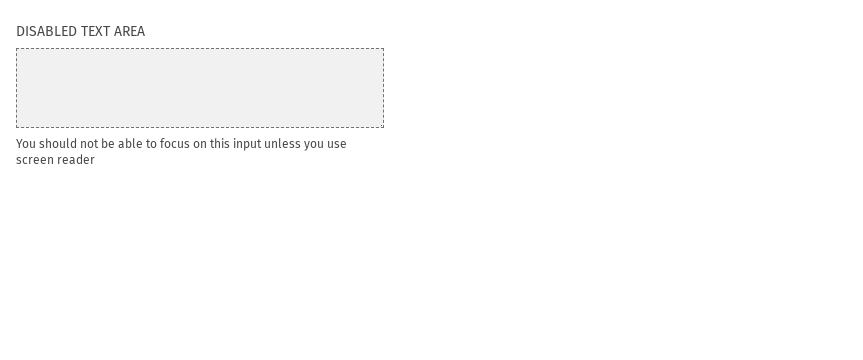 DISABLED TEXT AREA
You should not be able to focus on this input unless you use
screen reader